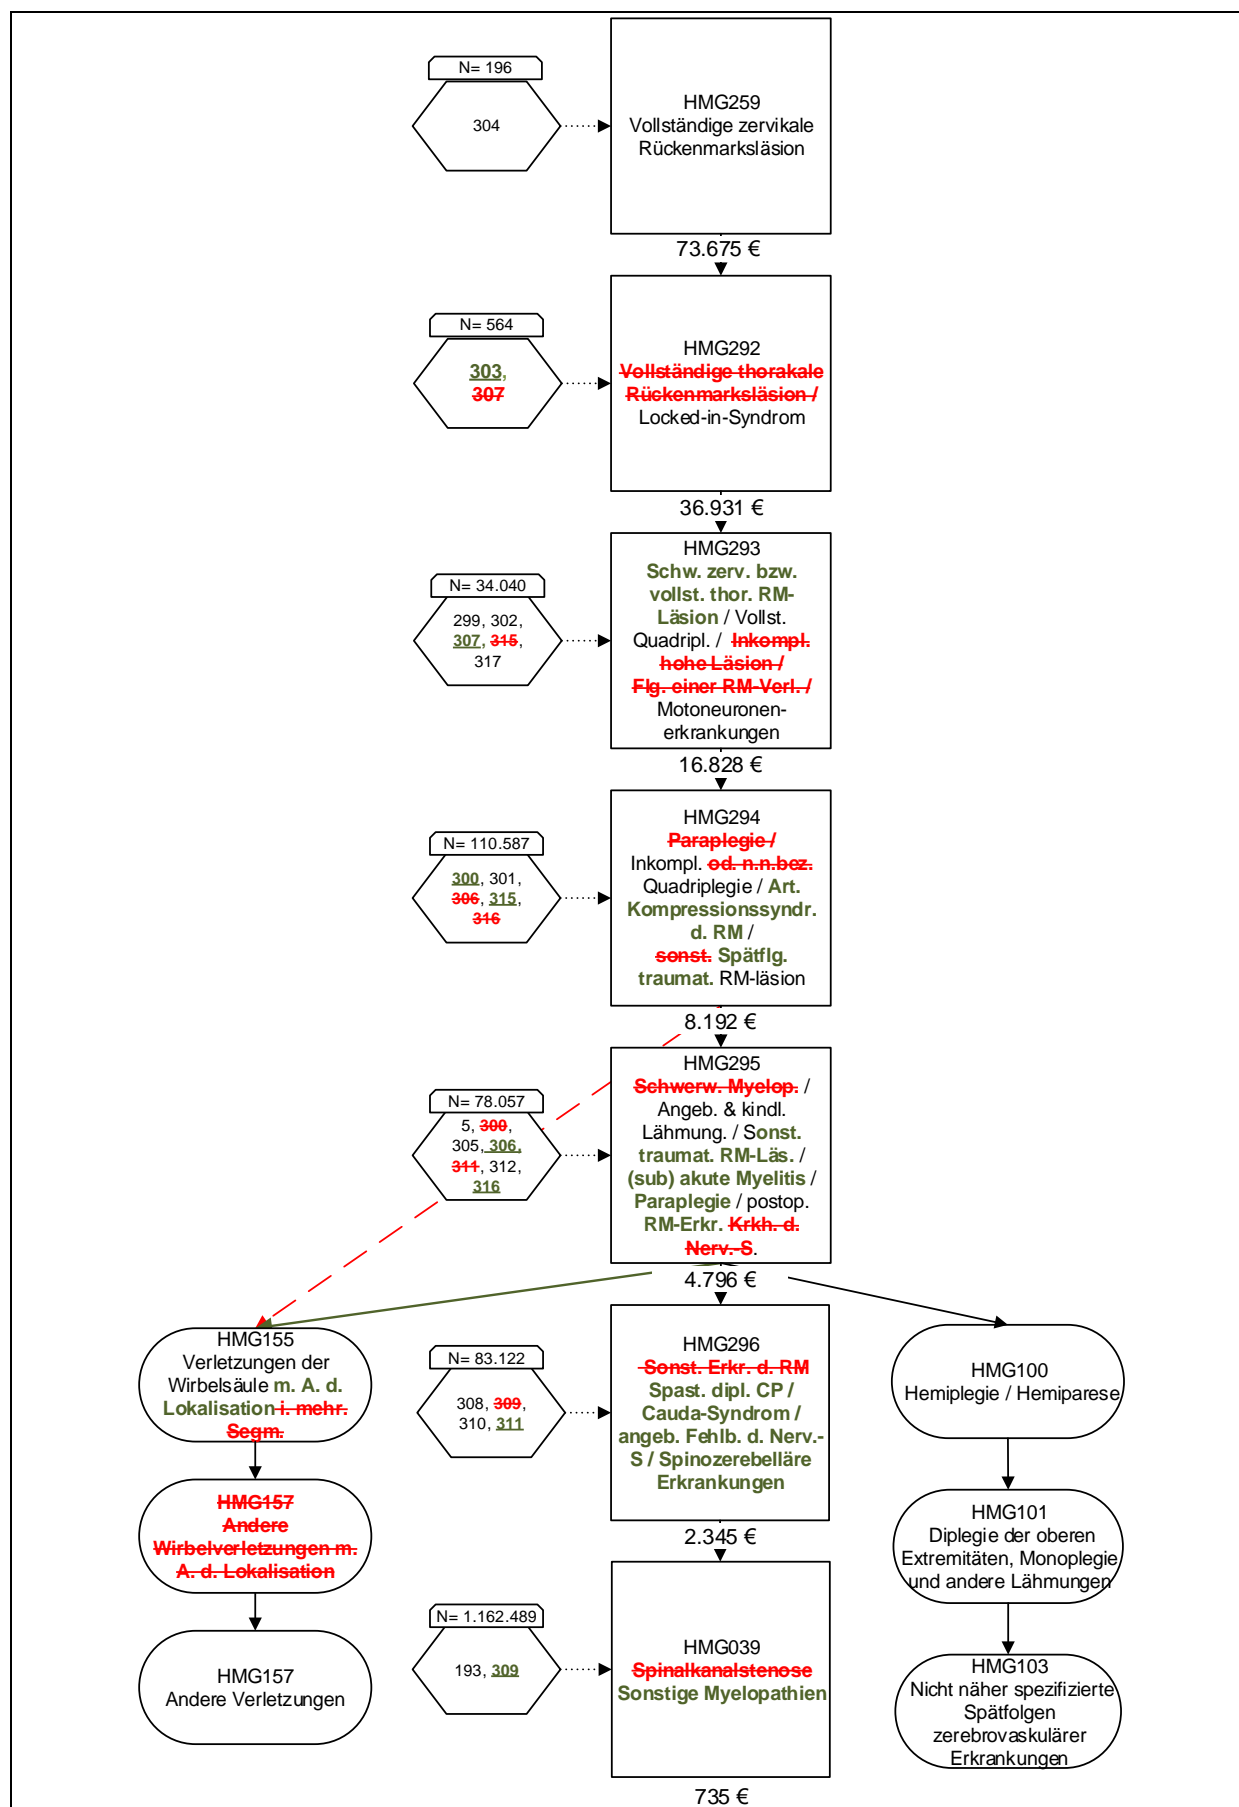 N= 196
304
HMG259
Vollständige zervikale
Rückenmarksläsion
73.675 €
N= 564
303,
307
HMG292
Vollständige thorakale
Rückenmarksläsion /
Locked-in-Syndrom
36.931 €
N= 34.040
299, 302,
307, 315,
317
HMG293
Schw. zerv. bzw.
vollst. thor. RM-
Läsion / Vollst.
Quadripl. / Inkompl.
hohe Läsion /
Flg. einer RM-Verl. /
Motoneuronen-
erkrankungen
16.828 €
N= 110.587
300, 301,
306, 315,
316
HMG294
Paraplegie /
Inkompl. od. n.n.bez.
Quadriplegie / Art.
Kompressionssyndr.
d. RM /
sonst. Spätflg.
traumat. RM-läsion
8.192 €
N= 78.057
5, 300,
305, 306,
311, 312,
316
HMG295
Schwerw. Myelop. /
Angeb. & kindl.
Lähmung. / Sonst.
traumat. RM-Läs. /
(sub) akute Myelitis /
Paraplegie / postop.
RM-Erkr. Krkh. d.
Nerv.-S.
4.796 €
HMG155
Verletzungen der
Wirbelsäule m. A. d.
Lokalisation i. mehr.
Segm.
N= 83.122
308, 309,
310, 311
HMG296
Sonst. Erkr. d. RM
Spast. dipl. CP /
Cauda-Syndrom /
angeb. Fehlb. d. Nerv.-
S / Spinozerebelläre
Erkrankungen
HMG100
Hemiplegie / Hemiparese
2.345 €
HMG157
Andere
Wirbelverletzungen m.
A. d. Lokalisation
HMG101
Diplegie der oberen
Extremitäten, Monoplegie
und andere Lähmungen
HMG157
Andere Verletzungen
N= 1.162.489
193, 309
HMG039
Spinalkanalstenose
Sonstige Myelopathien
HMG103
Nicht näher spezifizierte
Spätfolgen
zerebrovaskulärer
Erkrankungen
735 €